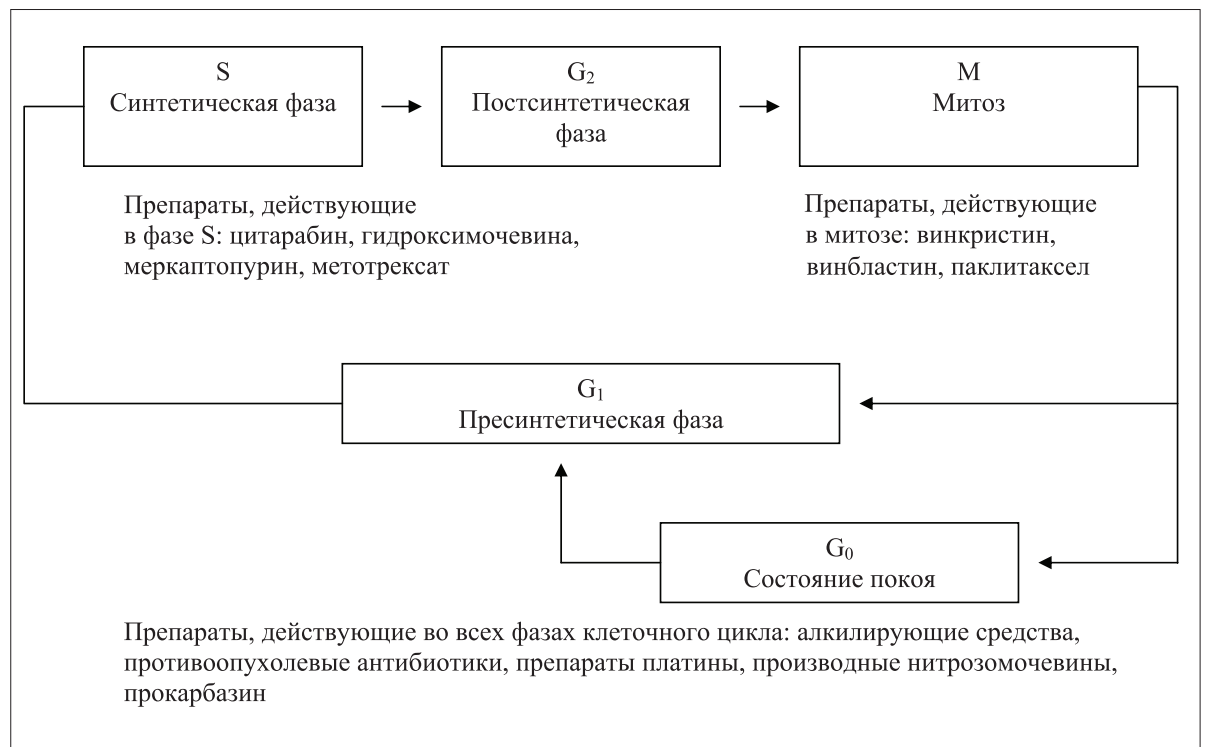 S
Синтетическая фаза
G₂
Постсинтетическая
фаза
M
Митоз
Препараты, действующие
в фазе S: цитарабин, гидроксимочевина,
меркаптопурин, метотрексат
Препараты, действующие
в митозе: винкристин,
винбластин, паклитаксел
G₁
Пресинтетическая фаза
G₀
Состояние покоя
Препараты, действующие во всех фазах клеточного цикла: алкилирующие средства,
противоопухолевые антибиотики, препараты платины, производные нитрозомочевины,
прокарбазин